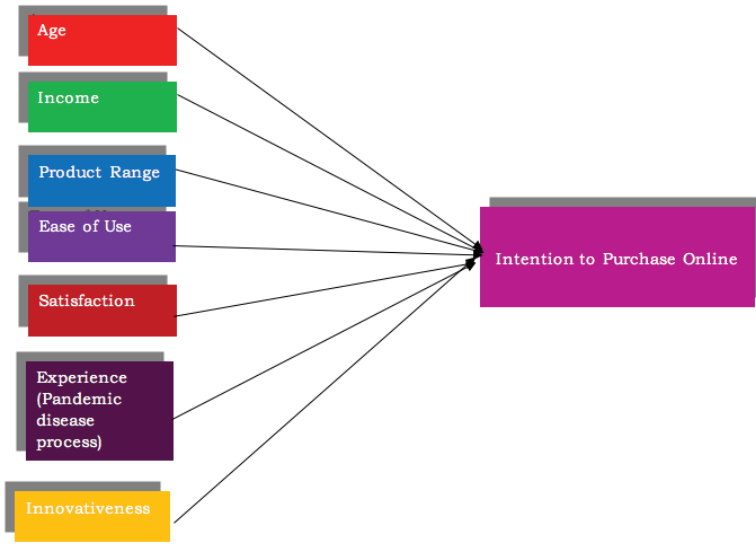 Age
Income
Product Range
Ease of Use
Satisfaction
Experience
(Pandemic
disease
process)
Innovativeness
Intention to Purchase Online